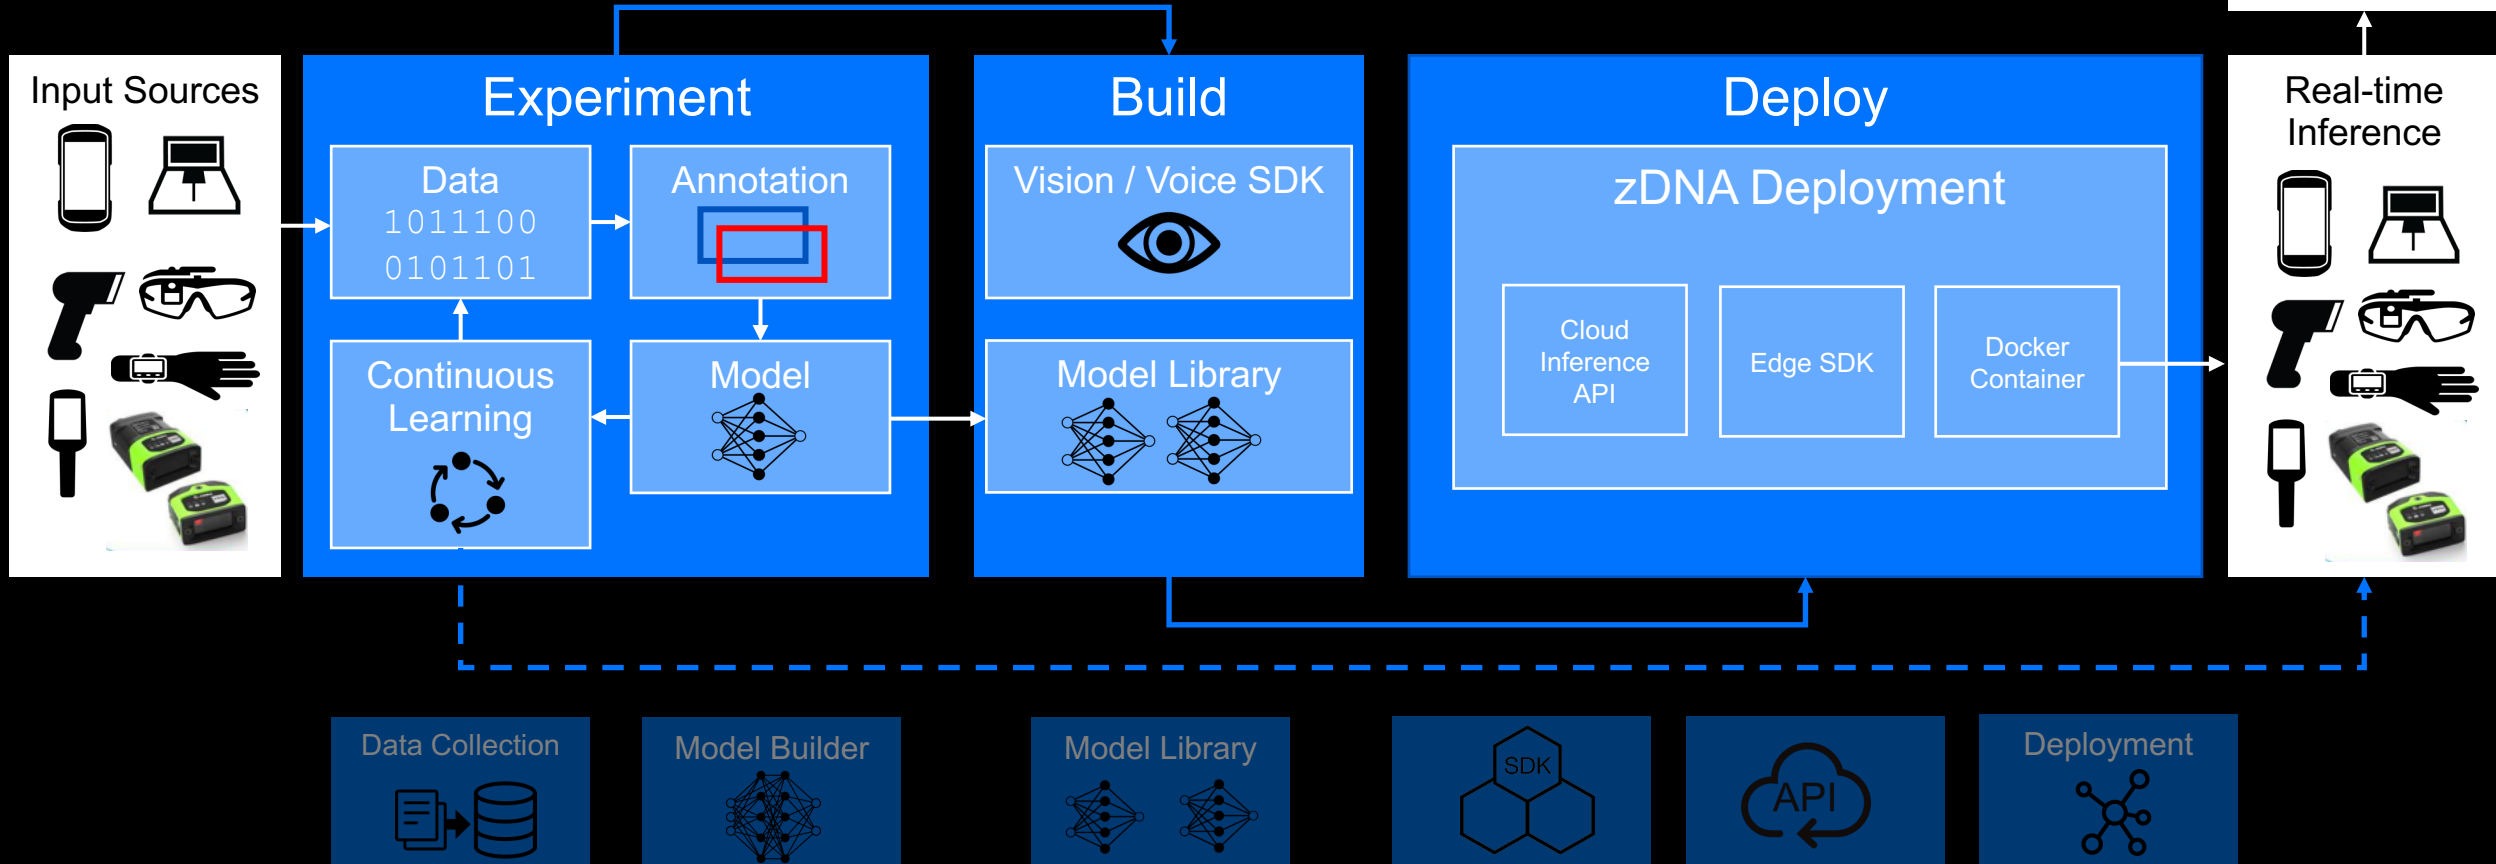 Input Sources
Experiment
Data
1011100
0101101
Annotation
Continuous
Learning
Model
Build
Vision / Voice SDK
Model Library
Deploy
zDNA Deployment
Cloud
Inference
API
Edge SDK
Docker
Container
Real-time
Inference
Data Collection
Model Builder
Model Library
SDK
API
Deployment